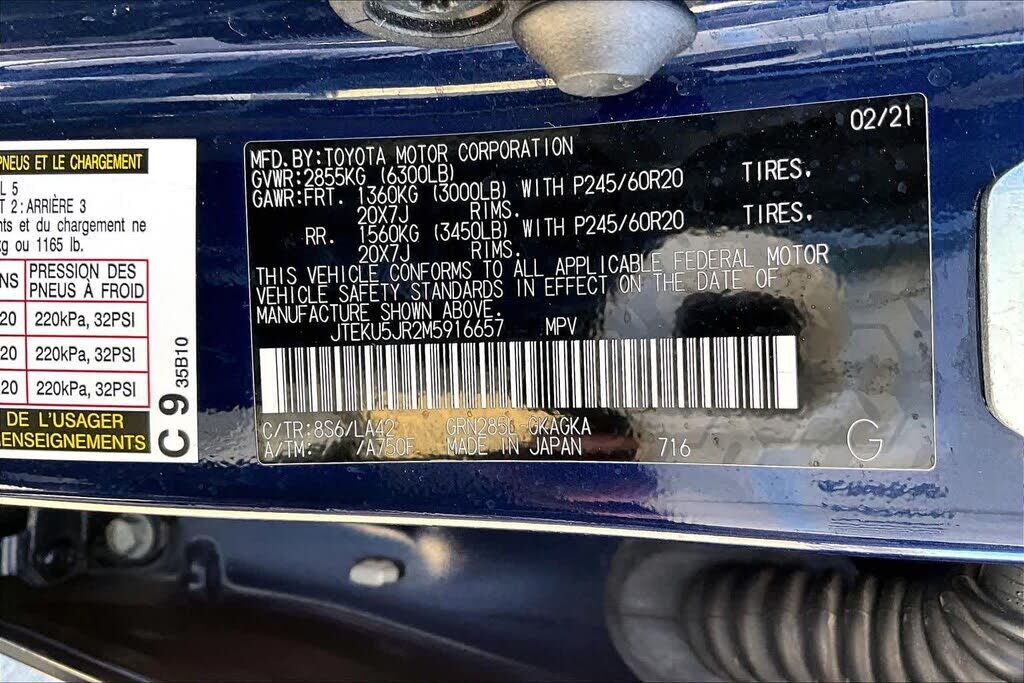 PNEUS ET LE CHARGEMENT
L 5
T 2 : ARRIÈRE 3
nts et du chargement ne
kg ou 1165 lb.
NS PRESSION DES PNEUS À FROID
20 220kPa, 32PSI
20 220kPa, 32PSI
20 220kPa, 32PSI
DE L'USAGER
ENSEIGNEMENTS
C 9 35B10
02/21
MFD.BY:TOYOTA MOTOR CORPORATION
GVWR:2855KG (6300LB)
GAWR:FRT. 1360KG (3000LB) WITH P245/60R20 TIRES.
20X7J RIMS.
RR. 1560KG (3450LB) WITH P245/60R20 TIRES.
20X7J RIMS.
THIS VEHICLE CONFORMS TO ALL APPLICABLE FEDERAL MOTOR
VEHICLE SAFETY STANDARDS IN EFFECT ON THE DATE OF
MANUFACTURE SHOWN ABOVE.
JTEKU5JR2M5916657 MPV
C/TR:8S6/LA42 GRN285L-GKAGKA
A/TM: /A750F MADE IN JAPAN 716 G